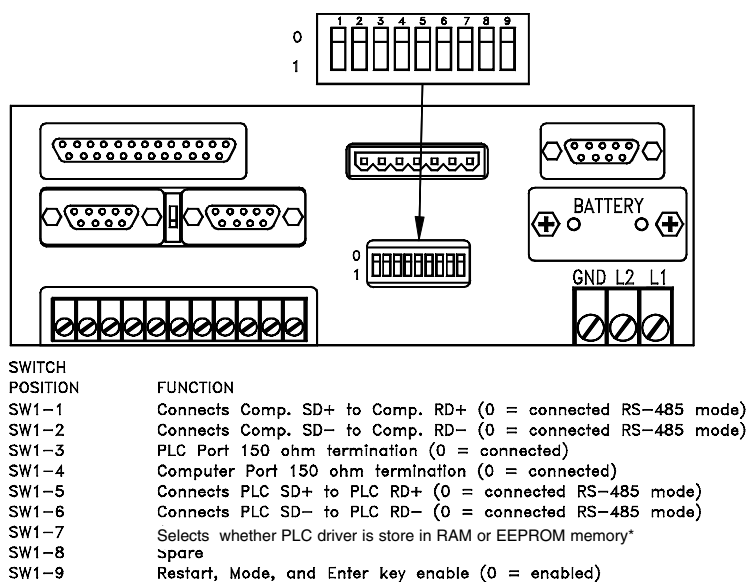 1 2 3 4 5 6 7 8 9
0
1
BATTERY
0
1
GND L2 L1
SWITCH
POSITION FUNCTION
SW1-1 Connects Comp. SD+ to Comp. RD+ (0 = connected RS-485 mode)
SW1-2 Connects Comp. SD- to Comp. RD- (0 = connected RS-485 mode)
SW1-3 PLC Port 150 ohm termination (0 = connected)
SW1-4 Computer Port 150 ohm termination (0 = connected)
SW1-5 Connects PLC SD+ to PLC RD+ (0 = connected RS-485 mode)
SW1-6 Connects PLC SD- to PLC RD- (0 = connected RS-485 mode)
SW1-7 Selects whether PLC driver is store in RAM or EEPROM memory*
SW1-8 Spare
SW1-9 Restart, Mode, and Enter key enable (0 = enabled)